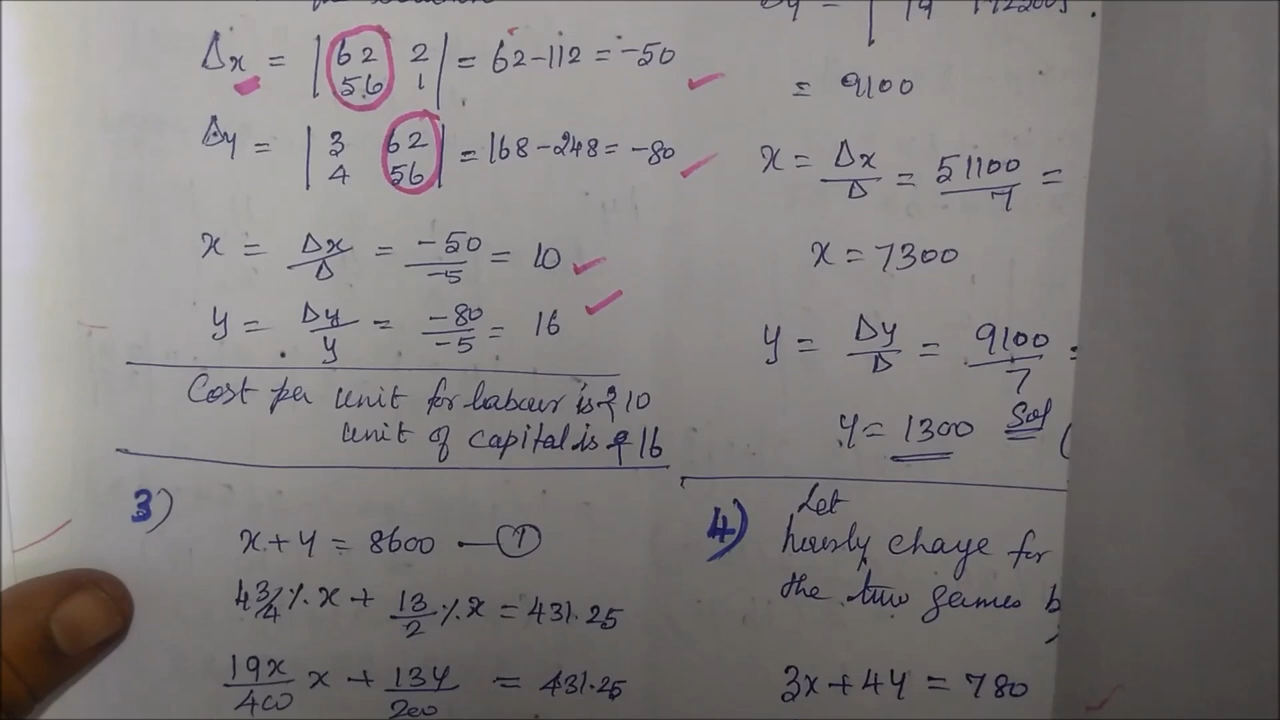 Δx = | 62 2 | = 62-112 = -50
| 56 1 |
Δy = | 3 62 | = 168-248 = -80
| 4 56 |
x = Δx/Δ = -50/-5 = 10
y = Δy/y = -80/-5 = 16
Cost per unit for labour is ₹ 10
unit of capital is ₹ 16
3)
x+y = 8600 — ①
4 3/4 %. x + 13/2 %. x = 431.25
19x/400 x + 13y/200 = 431.25
= 9100
x = Δx/Δ = 51100/7 =
x = 7300
y = Δy/Δ = 9100/7 =
y = 1300 Sol
4) Let
hourly charge for
the two games b
3x+4y = 780